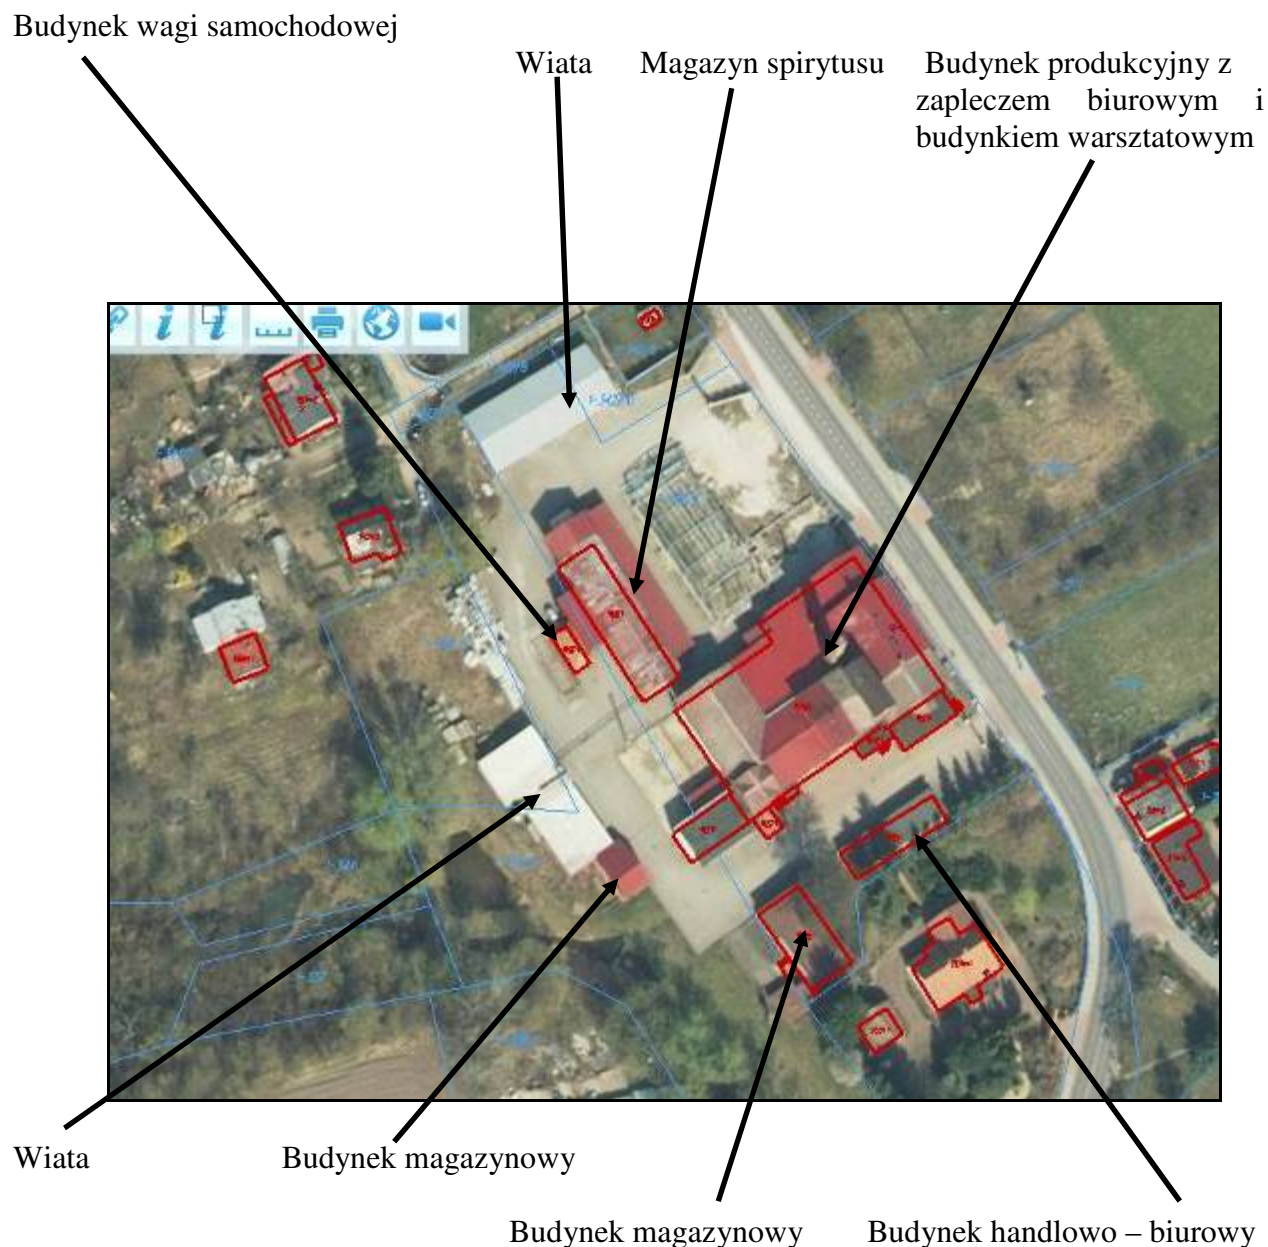 Budynek wagi samochodowej
Wiata
Magazyn spirytusu
Budynek produkcyjny z
zapleczem biurowym i
budynkiem warsztatowym
Wiata
Budynek magazynowy
Budynek magazynowy
Budynek handlowo – biurowy